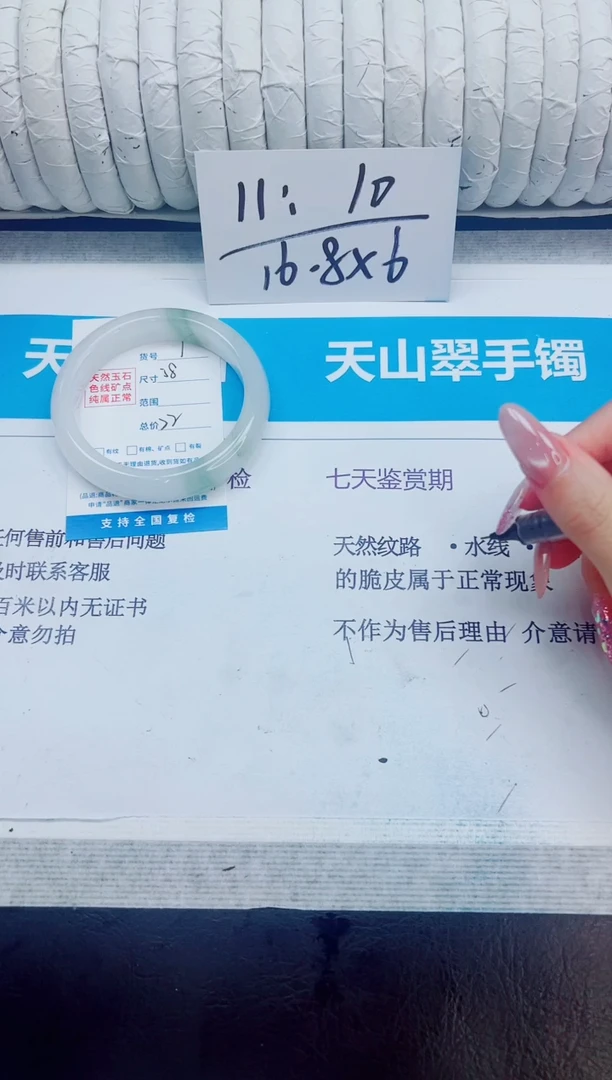 11: 10
16.8x6
天
天山翠手镯
货号 1
天然玉石
色线矿点
纯属正常
尺寸 58
范围
总价 22
支持全国复检
检
七天鉴赏期
任何售前和售后问题
及时联系客服
百米以内无证书
介意勿拍
天然纹路 ·水线 ·
的脆皮属于正常现象
不作为售后理由 介意请